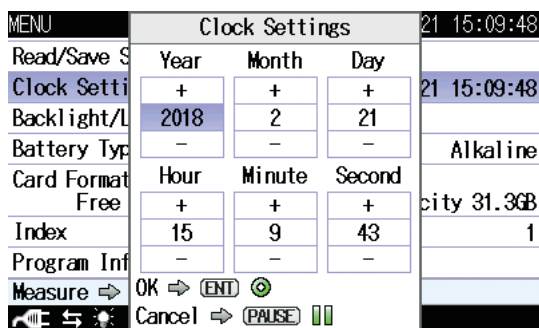 MENU
Clock Settings
21 15:09:48
Read/Save S
Year Month Day
+ + +
Clock Setti
21 15:09:48
2018 2 21
Backlight/L
- - -
Battery Typ
Alkaline
Hour Minute Second
Card Format
+ + +
Free
city 31.3GB
15 9 43
Index
1
- - -
Program Inf
OK ⇨ ENT
Measure ⇨
Cancel ⇨ PAUSE